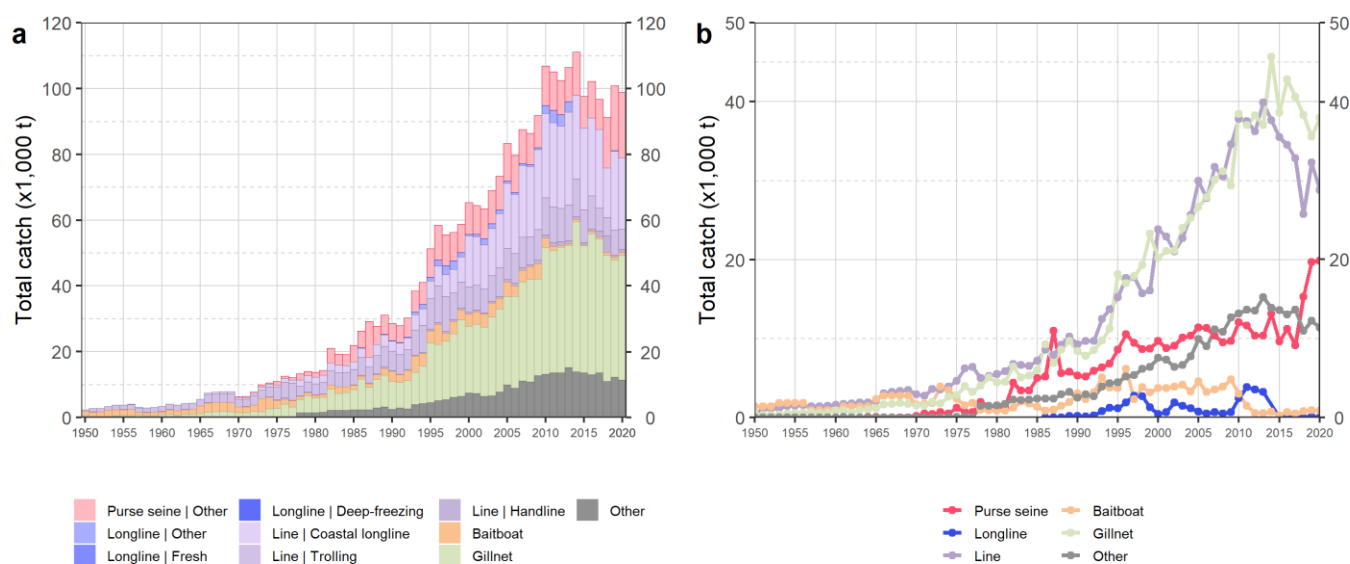 a
Total catch (x1,000 t)
120
100
80
60
40
20
0
120
100
80
60
40
20
0
1950 1955 1960 1965 1970 1975 1980 1985 1990 1995 2000 2005 2010 2015 2020
Purse seine | Other
Longline | Other
Longline | Fresh
Longline | Deep-freezing
Line | Coastal longline
Line | Trolling
Line | Handline
Baitboat
Gillnet
Other
b
Total catch (x1,000 t)
50
40
20
0
50
40
20
0
1950 1955 1960 1965 1970 1975 1980 1985 1990 1995 2000 2005 2010 2015 2020
Purse seine
Longline
Line
Baitboat
Gillnet
Other